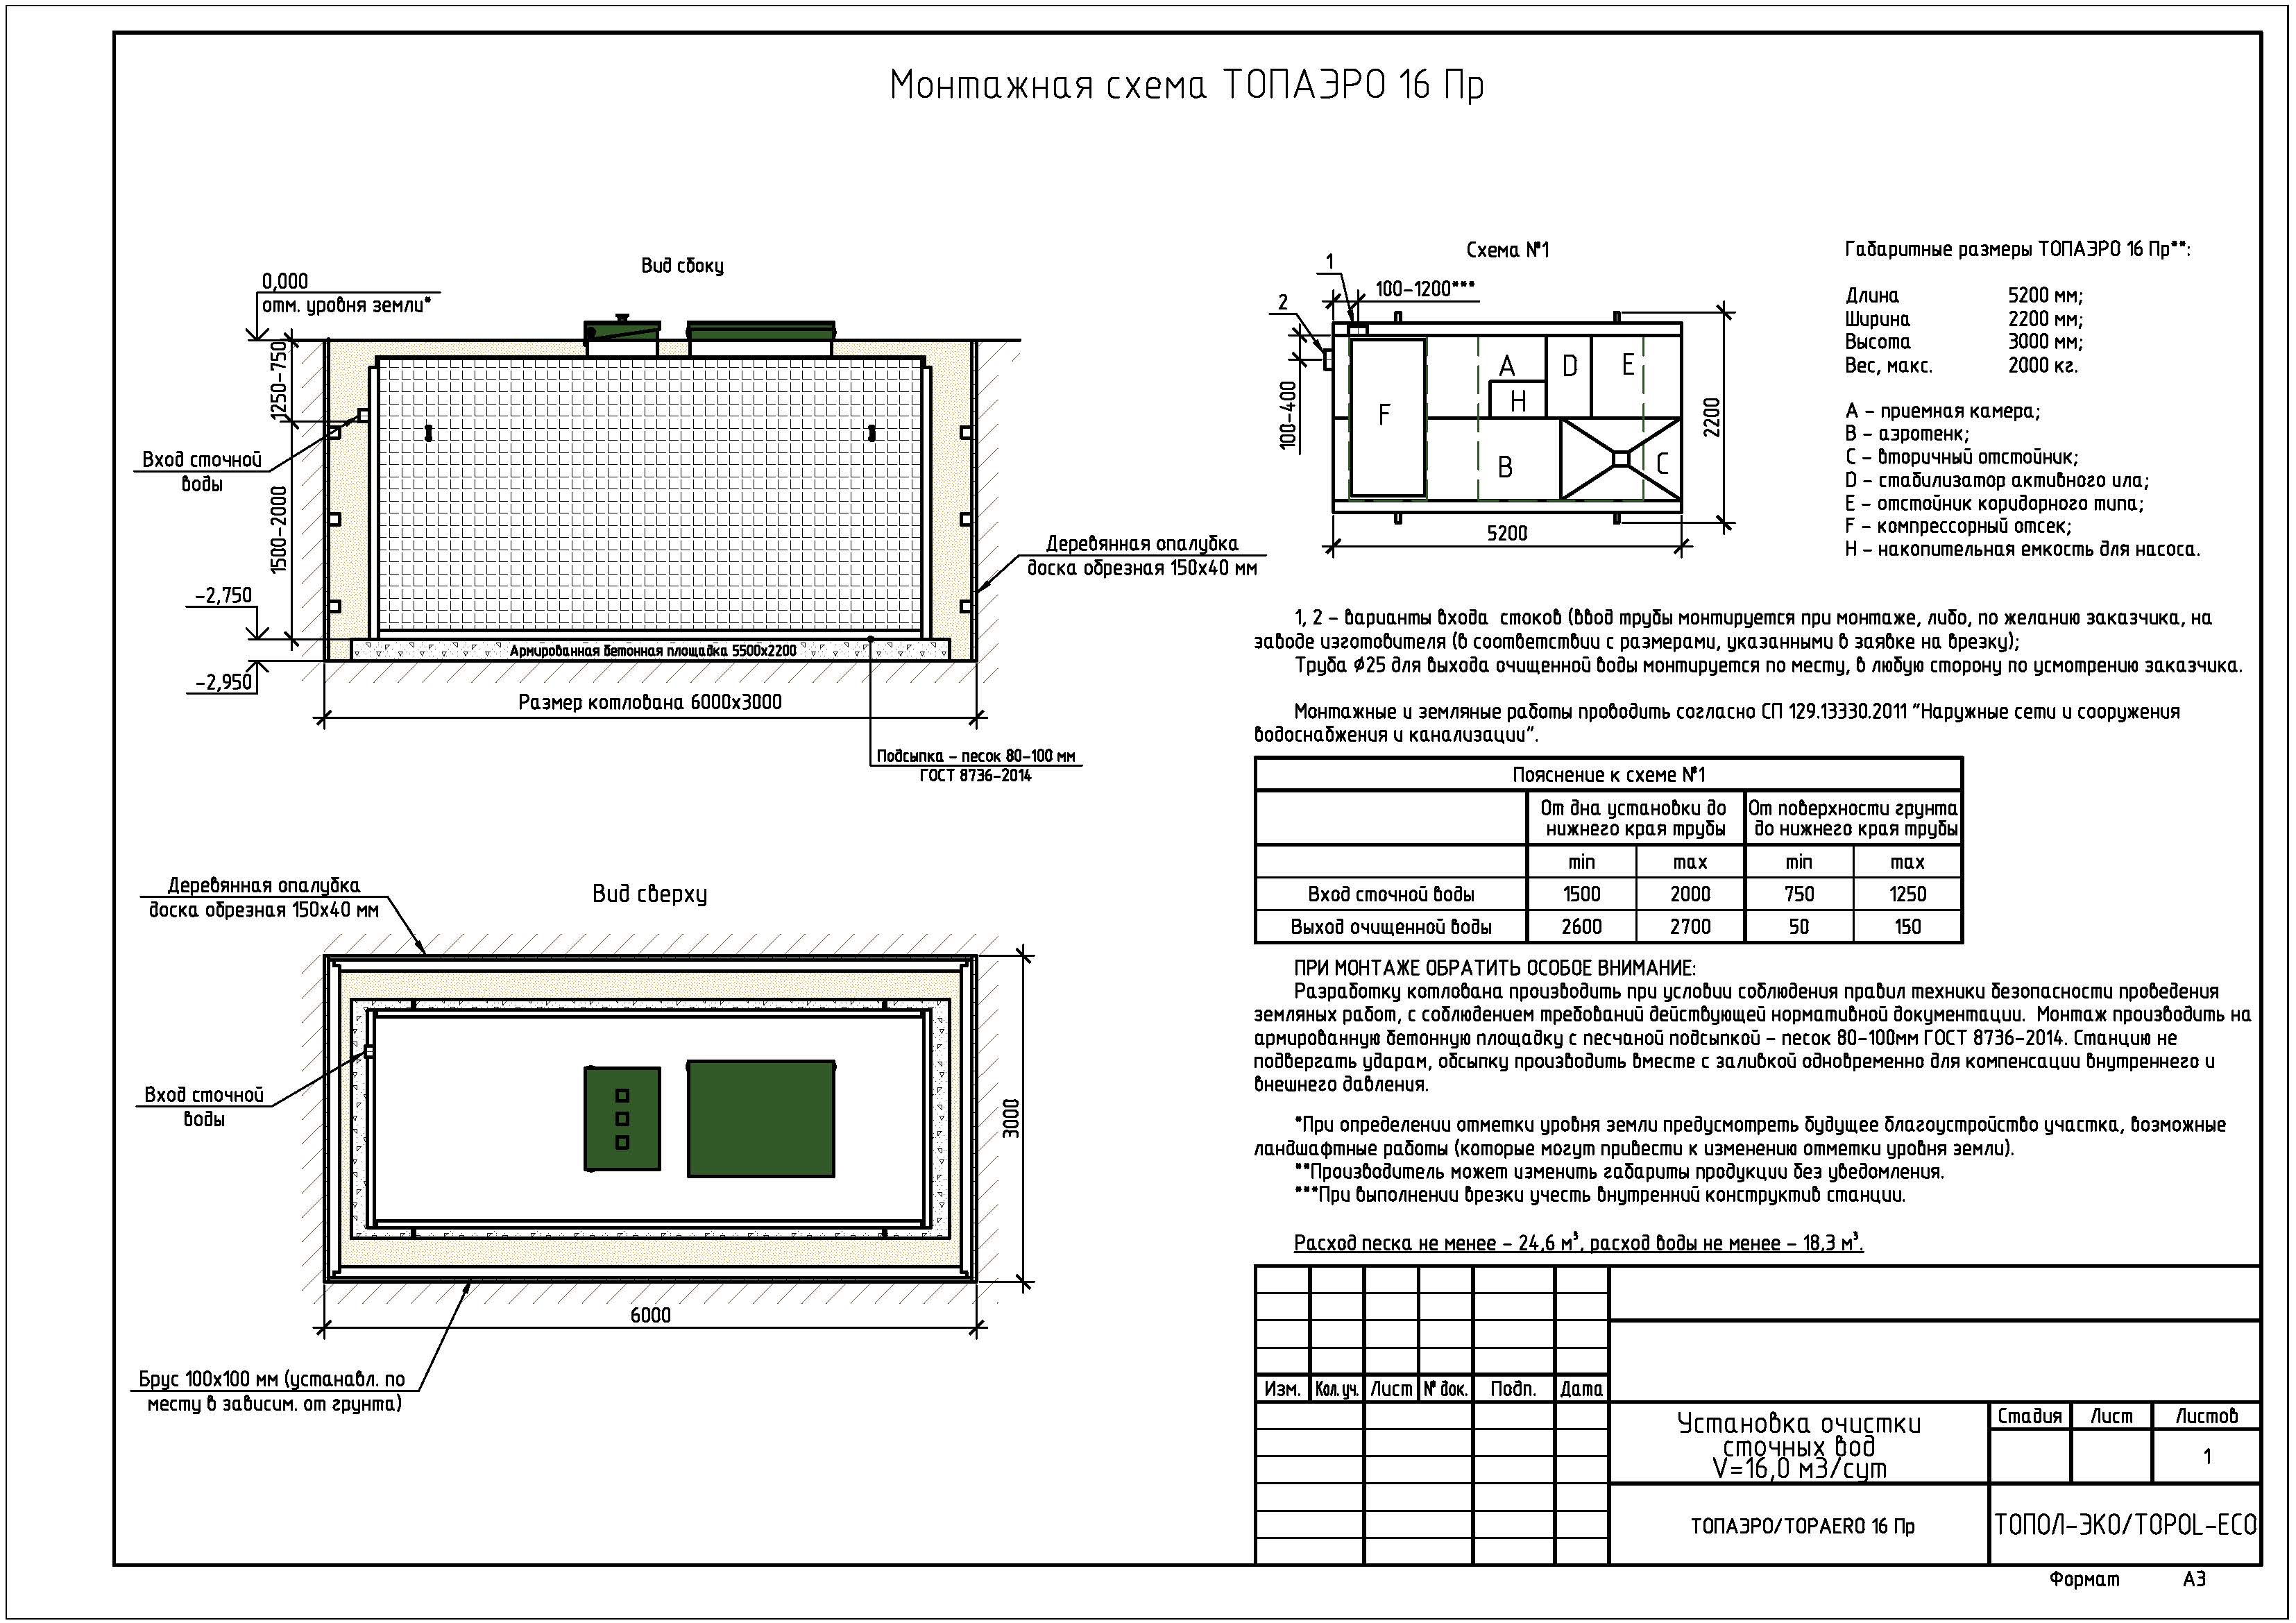 Монтажная схема ТОПАЭРО 16 Пр
Вид сбоку
0,000
отм. уровня земли*
1250-750
Вход сточной
воды
1500-2000
-2,750
-2,950
Армированная бетонная площадка 5500х2200
Размер котлована 6000х3000
Деревянная опалубка
доска обрезная 150х40 мм
Подсыпка - песок 80-100 мм
ГОСТ 8736-2014
Схема №1
1
2
100-1200***
100-400
A
D
E
H
F
B
C
2200
5200
Габаритные размеры ТОПАЭРО 16 Пр**:
Длина 5200 мм;
Ширина 2200 мм;
Высота 3000 мм;
Вес, макс. 2000 кг.
A - приемная камера;
B - аэротенк;
C - вторичный отстойник;
D - стабилизатор активного ила;
E - отстойник коридорного типа;
F - компрессорный отсек;
H - накопительная емкость для насоса.
1, 2 - варианты входа стоков (ввод трубы монтируется при монтаже, либо, по желанию заказчика, на
заводе изготовителя (в соответствии с размерами, указанными в заявке на врезку);
Труба ⌀25 для выхода очищенной воды монтируется по месту, в любую сторону по усмотрению заказчика.
Монтажные и земляные работы проводить согласно СП 129.13330.2011 "Наружные сети и сооружения
водоснабжения и канализации".
Пояснение к схеме №1
От дна установки до
нижнего края трубы
От поверхности грунта
до нижнего края трубы
min max min max
Вход сточной воды 1500 2000 750 1250
Выход очищенной воды 2600 2700 50 150
ПРИ МОНТАЖЕ ОБРАТИТЬ ОСОБОЕ ВНИМАНИЕ:
Разработку котлована производить при условии соблюдения правил техники безопасности проведения
земляных работ, с соблюдением требований действующей нормативной документации. Монтаж производить на
армированную бетонную площадку с песчаной подсыпкой - песок 80-100мм ГОСТ 8736-2014. Станцию не
подвергать ударам, обсыпку производить вместе с заливкой одновременно для компенсации внутреннего и
внешнего давления.
*При определении отметки уровня земли предусмотреть будущее благоустройство участка, возможные
ландшафтные работы (которые могут привести к изменению отметки уровня земли).
**Производитель может изменить габариты продукции без уведомления.
***При выполнении врезки учесть внутренний конструктив станции.
Расход песка не менее - 24,6 м³, расход воды не менее - 18,3 м³.
Вид сверху
Деревянная опалубка
доска обрезная 150х40 мм
Вход сточной
воды
3000
6000
Брус 100х100 мм (устанавл. по
месту в зависим. от грунта)
Изм. Кол. уч. Лист № док. Подп. Дата
Установка очистки
сточных вод
V=16,0 м3/сут
Стадия Лист Листов
1
ТОПАЭРО/TOPAERO 16 Пр
ТОПОЛ-ЭКО/TOPOL-ECO
Формат А3